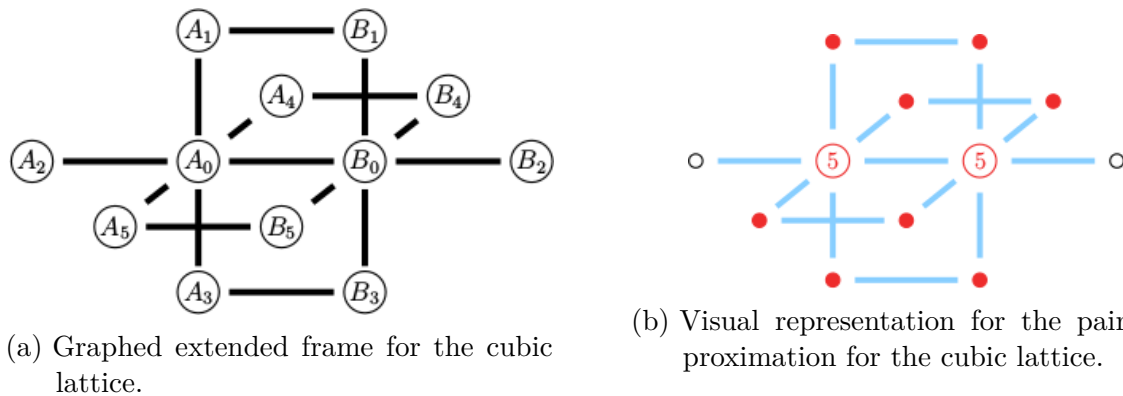 A₁ B₁
A₄ B₄
A₂ A₀ B₀ B₂
5 5
A₅ B₅
A₃ B₃
(a) Graphed extended frame for the cubic
lattice.
(b) Visual representation for the pair
proximation for the cubic lattice.